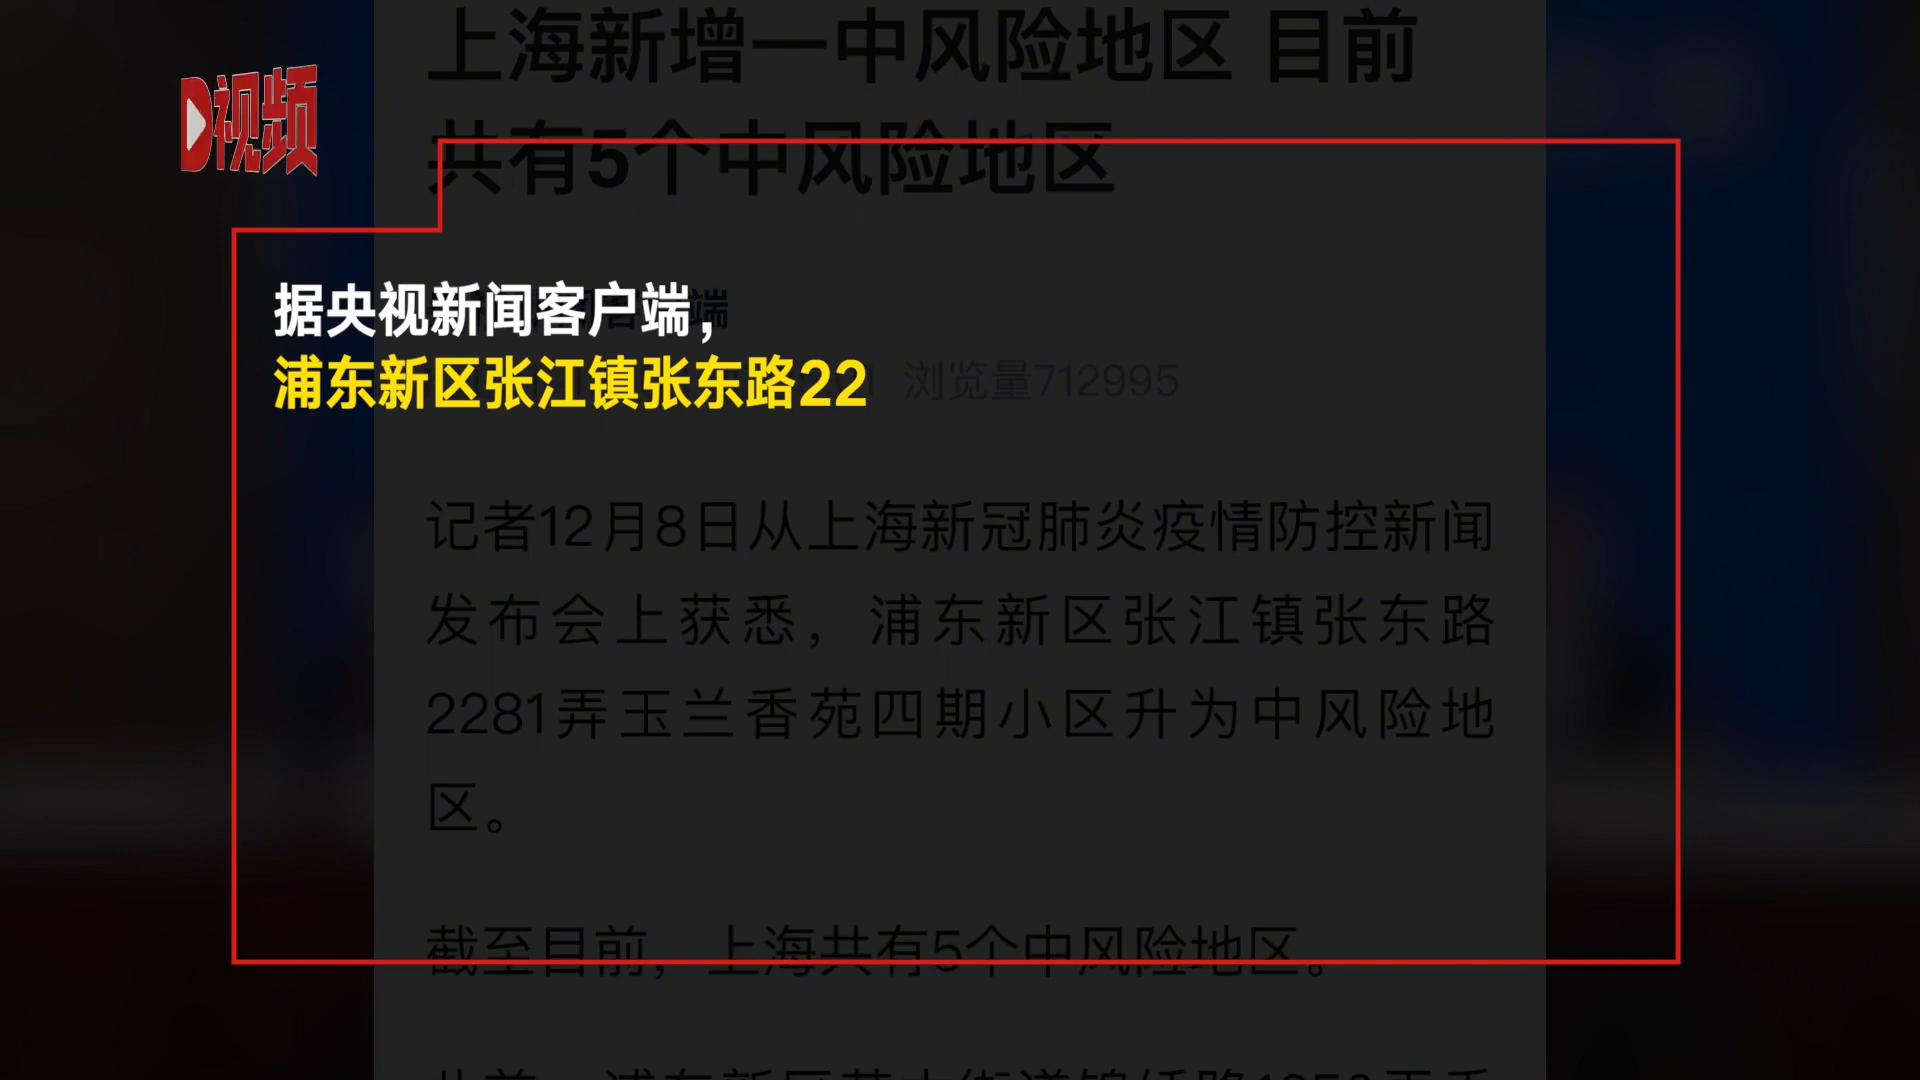 上海新增一中风险地区 目前
D视频
共有5个中风险地区
据央视新闻客户端，
浦东新区张江镇张东路22
浏览量712995
记者12月8日从上海新冠肺炎疫情防控新闻
发布会上获悉，浦东新区张江镇张东路
2281弄玉兰香苑四期小区升为中风险地
区。
截至目前，上海共有5个中风险地区。